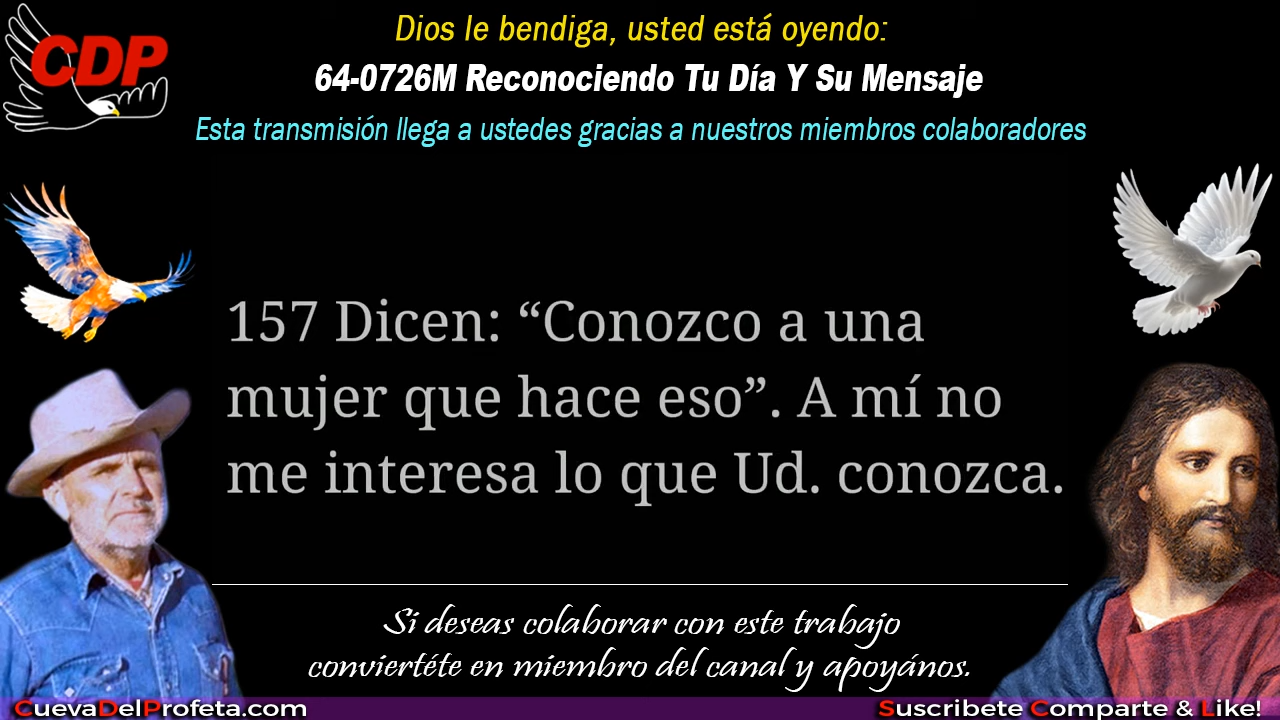 CDP
Dios le bendiga, usted está oyendo:
64-0726M Reconociendo Tu Día Y Su Mensaje
Esta transmisión llega a ustedes gracias a nuestros miembros colaboradores
157 Dicen: “Conozco a una
mujer que hace eso”. A mí no
me interesa lo que Ud. conozca.
Si deseas colaborar con este trabajo
conviertéte en miembro del canal y apoyános.
CuevaDelProfeta.com
Suscribete Comparte & Like!